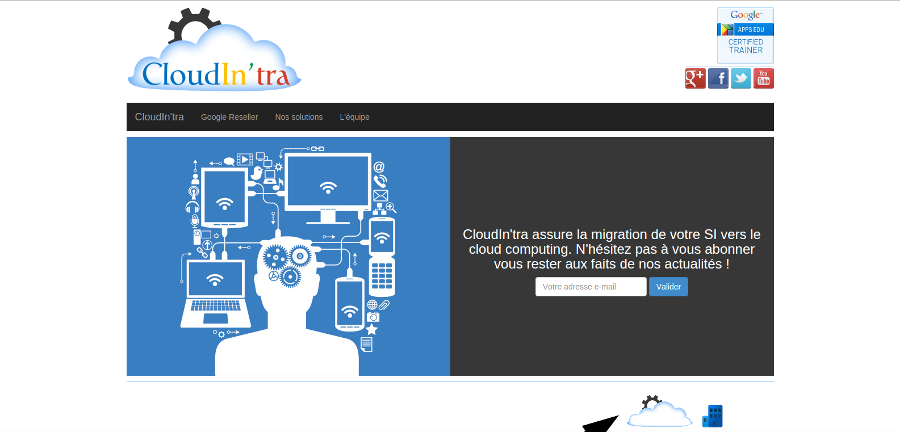 CloudIn'tra
Google
APPS EDU
CERTIFIED
TRAINER
g+ f You Tube
CloudIn'tra Google Reseller Nos solutions L'équipe
@
CloudIn'tra assure la migration de votre SI vers le
cloud computing. N'hésitez pas à vous abonner
vous rester aux faits de nos actualités !
Votre adresse e-mail Valider